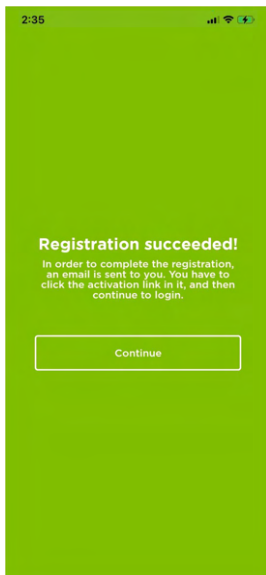 2:35
Registration succeeded!
In order to complete the registration,
an email is sent to you. You have to
click the activation link in it, and then
continue to login.
Continue